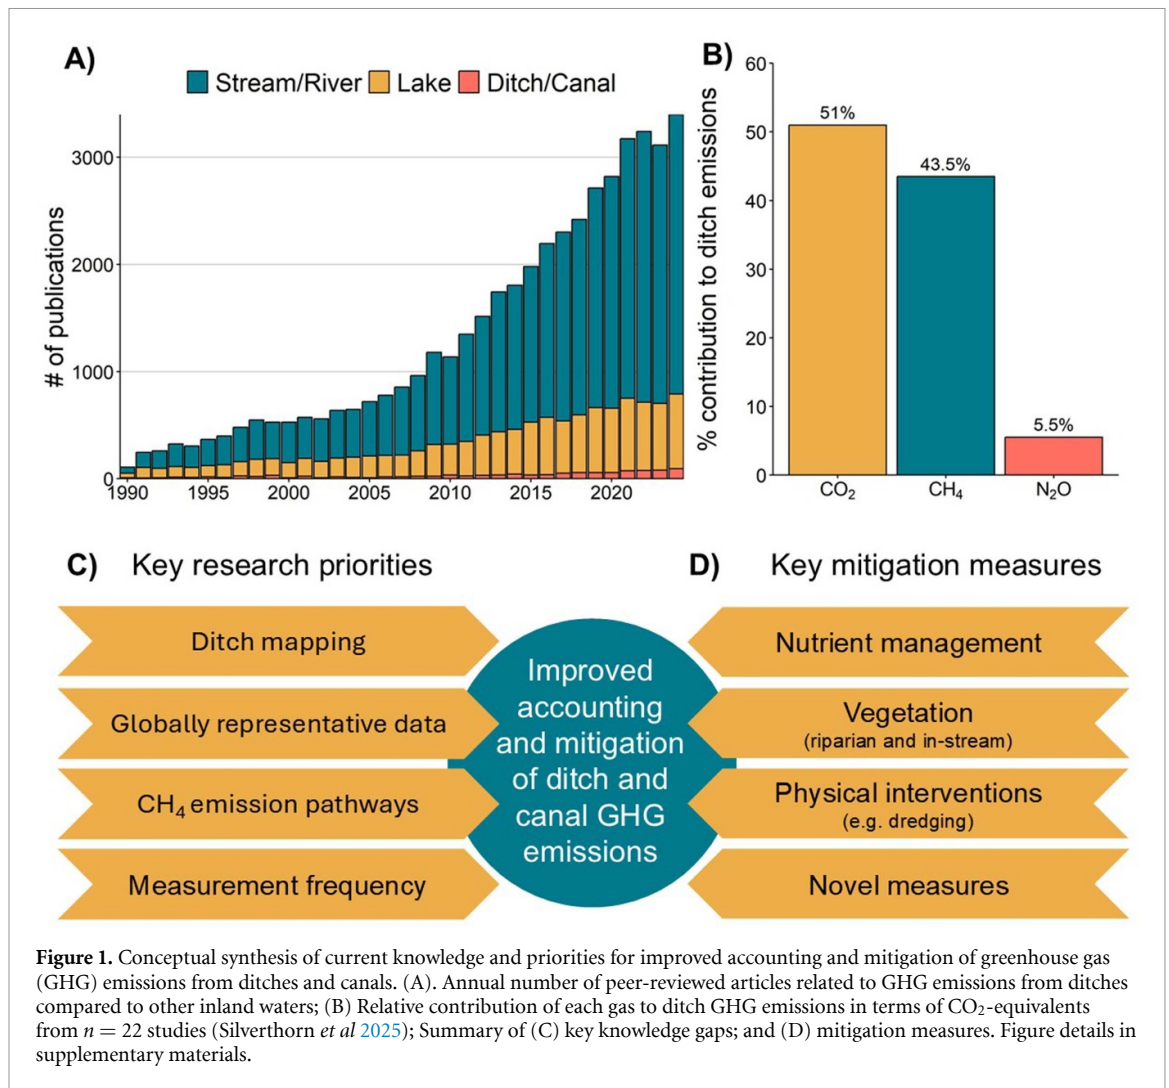 A)
Stream/River Lake Ditch/Canal
# of publications
3000
2000
1000
0
1990 1995 2000 2005 2010 2015 2020
B)
% contribution to ditch emissions
60
50
40
30
20
10
0
51%
43.5%
5.5%
CO₂ CH₄ N₂O
C) Key research priorities
Ditch mapping
Globally representative data
CH₄ emission pathways
Measurement frequency
Improved
accounting
and mitigation
of ditch and
canal GHG
emissions
D) Key mitigation measures
Nutrient management
Vegetation
(riparian and in-stream)
Physical interventions
(e.g. dredging)
Novel measures
Figure 1. Conceptual synthesis of current knowledge and priorities for improved accounting and mitigation of greenhouse gas
(GHG) emissions from ditches and canals. (A). Annual number of peer-reviewed articles related to GHG emissions from ditches
compared to other inland waters; (B) Relative contribution of each gas to ditch GHG emissions in terms of CO₂-equivalents
from n = 22 studies (Silverthorn et al 2025); Summary of (C) key knowledge gaps; and (D) mitigation measures. Figure details in
supplementary materials.